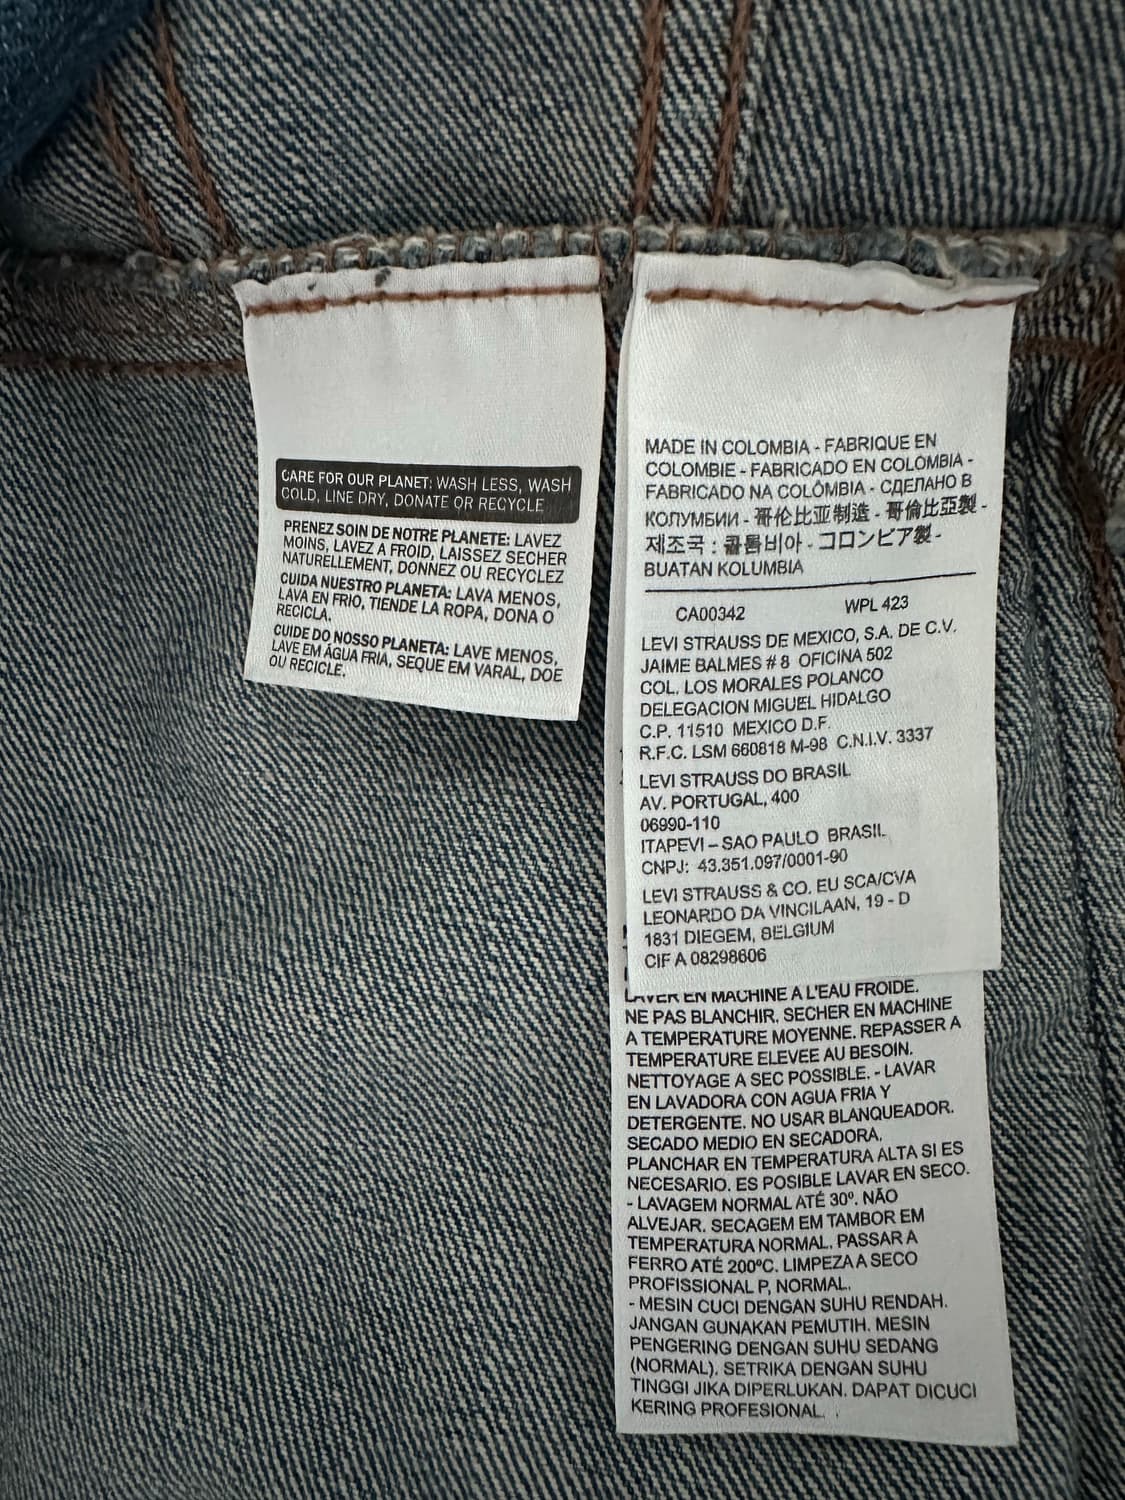 CARE FOR OUR PLANET: WASH LESS, WASH
COLD, LINE DRY, DONATE OR RECYCLE
PRENEZ SOIN DE NOTRE PLANETE: LAVEZ
MOINS, LAVEZ A FROID, LAISSEZ SECHER
NATURELLEMENT, DONNEZ OU RECYCLEZ
CUIDA NUESTRO PLANETA: LAVA MENOS,
LAVA EN FRIO, TIENDE LA ROPA, DONA O
RECICLA.
CUIDE DO NOSSO PLANETA: LAVE MENOS,
LAVE EM ÁGUA FRIA, SEQUE EM VARAL, DOE
OU RECICLE.
MADE IN COLOMBIA - FABRIQUE EN
COLOMBIE - FABRICADO EN COLOMBIA -
FABRICADO NA COLÔMBIA - СДЕЛАНО В
КОЛУМБИИ - 哥伦比亚制造 - 哥倫比亞製 -
제조국 : 콜롬비아 - コロンビア製 -
BUATAN KOLUMBIA
CA00342 WPL 423
LEVI STRAUSS DE MEXICO, S.A. DE C.V.
JAIME BALMES # 8 OFICINA 502
COL. LOS MORALES POLANCO
DELEGACION MIGUEL HIDALGO
C.P. 11510 MEXICO D.F.
R.F.C. LSM 660818 M-98 C.N.I.V. 3337
LEVI STRAUSS DO BRASIL
AV. PORTUGAL, 400
06990-110
ITAPEVI – SAO PAULO BRASIL
CNPJ: 43.351.097/0001-90
LEVI STRAUSS & CO. EU SCA/CVA
LEONARDO DA VINCILAAN, 19 - D
1831 DIEGEM, BELGIUM
CIF A 08298606
LAVER EN MACHINE A L'EAU FROIDE.
NE PAS BLANCHIR. SECHER EN MACHINE
A TEMPERATURE MOYENNE. REPASSER A
TEMPERATURE ELEVEE AU BESOIN.
NETTOYAGE A SEC POSSIBLE. - LAVAR
EN LAVADORA CON AGUA FRIA Y
DETERGENTE. NO USAR BLANQUEADOR.
SECADO MEDIO EN SECADORA.
PLANCHAR EN TEMPERATURA ALTA SI ES
NECESARIO. ES POSIBLE LAVAR EN SECO.
- LAVAGEM NORMAL ATÉ 30º. NÃO
ALVEJAR. SECAGEM EM TAMBOR EM
TEMPERATURA NORMAL. PASSAR A
FERRO ATÉ 200ºC. LIMPEZA A SECO
PROFISSIONAL P, NORMAL.
- MESIN CUCI DENGAN SUHU RENDAH.
JANGAN GUNAKAN PEMUTIH. MESIN
PENGERING DENGAN SUHU SEDANG
(NORMAL). SETRIKA DENGAN SUHU
TINGGI JIKA DIPERLUKAN. DAPAT DICUCI
KERING PROFESIONAL.